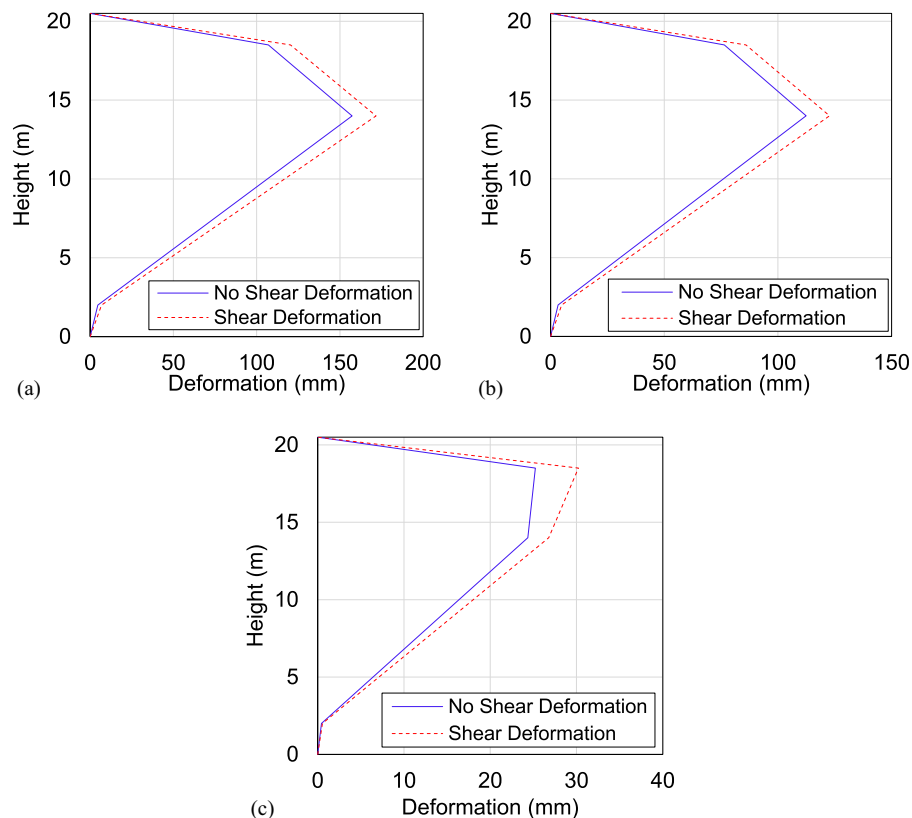 20
15
10
5
0
Height (m)
No Shear Deformation
Shear Deformation
0 50 100 150 200
(a) Deformation (mm)
20
15
10
5
0
Height (m)
No Shear Deformation
Shear Deformation
0 50 100 150
(b) Deformation (mm)
20
15
10
5
0
Height (m)
No Shear Deformation
Shear Deformation
0 10 20 30 40
(c) Deformation (mm)